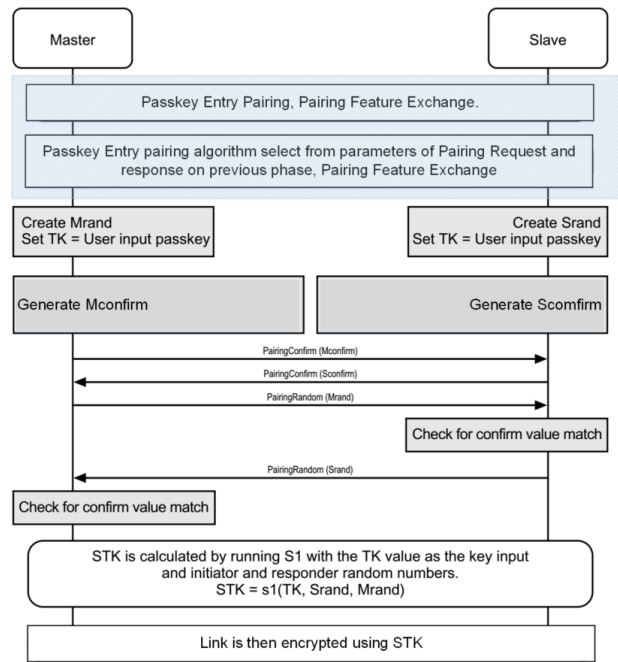 Master
Slave
Passkey Entry Pairing, Pairing Feature Exchange.
Passkey Entry pairing algorithm select from parameters of Pairing Request and
response on previous phase, Pairing Feature Exchange
Create Mrand
Set TK = User input passkey
Create Srand
Set TK = User input passkey
Generate Mconfirm
Generate Scomfirm
PairingConfirm (Mconfirm)
PairingConfirm (Sconfirm)
PairingRandom (Mrand)
Check for confirm value match
PairingRandom (Srand)
Check for confirm value match
STK is calculated by running S1 with the TK value as the key input
and initiator and responder random numbers.
STK = s1(TK, Srand, Mrand)
Link is then encrypted using STK